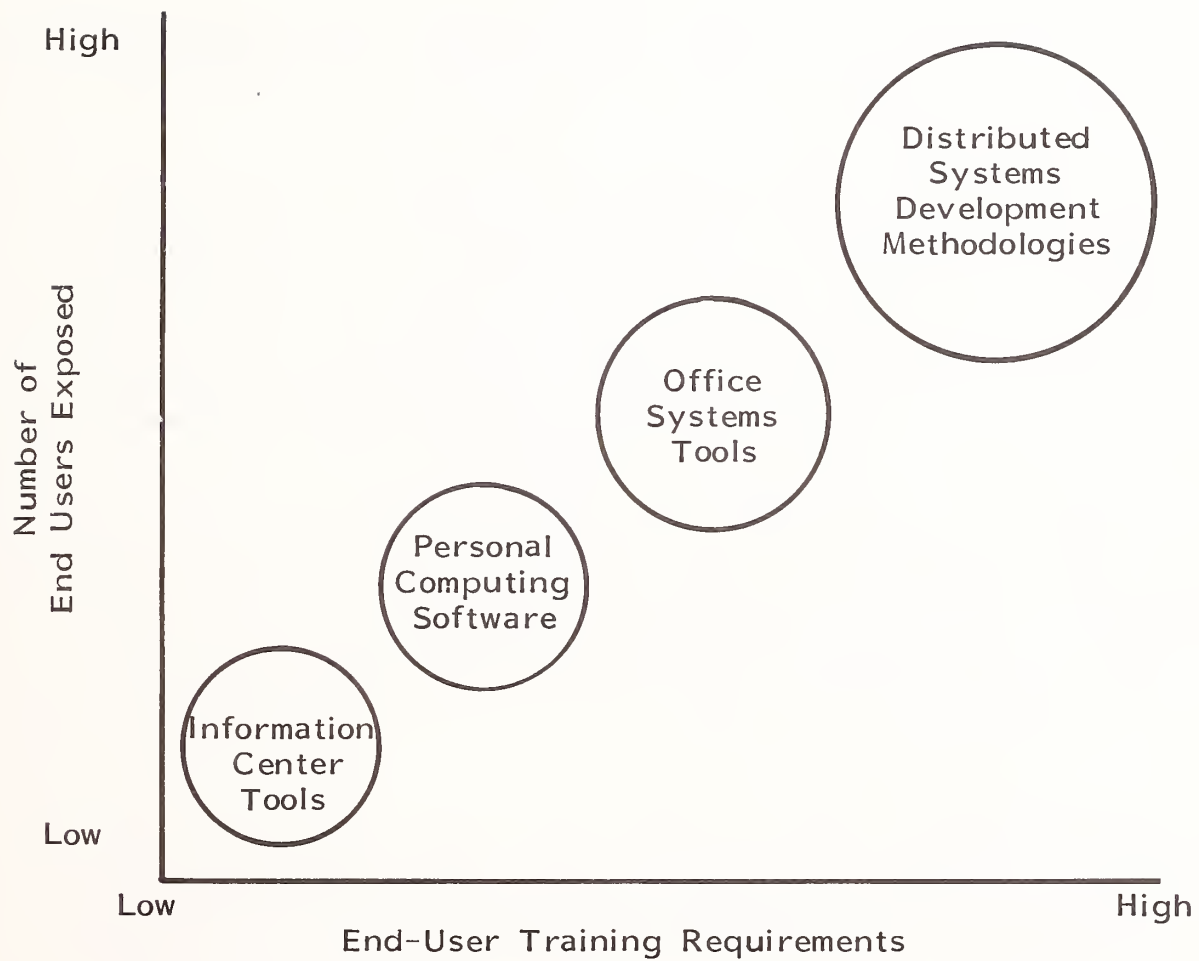 High
Distributed
Systems
Development
Methodologies
Number of
End Users Exposed
Office
Systems
Tools
Personal
Computing
Software
Information
Center
Tools
Low
Low
High
End-User Training Requirements